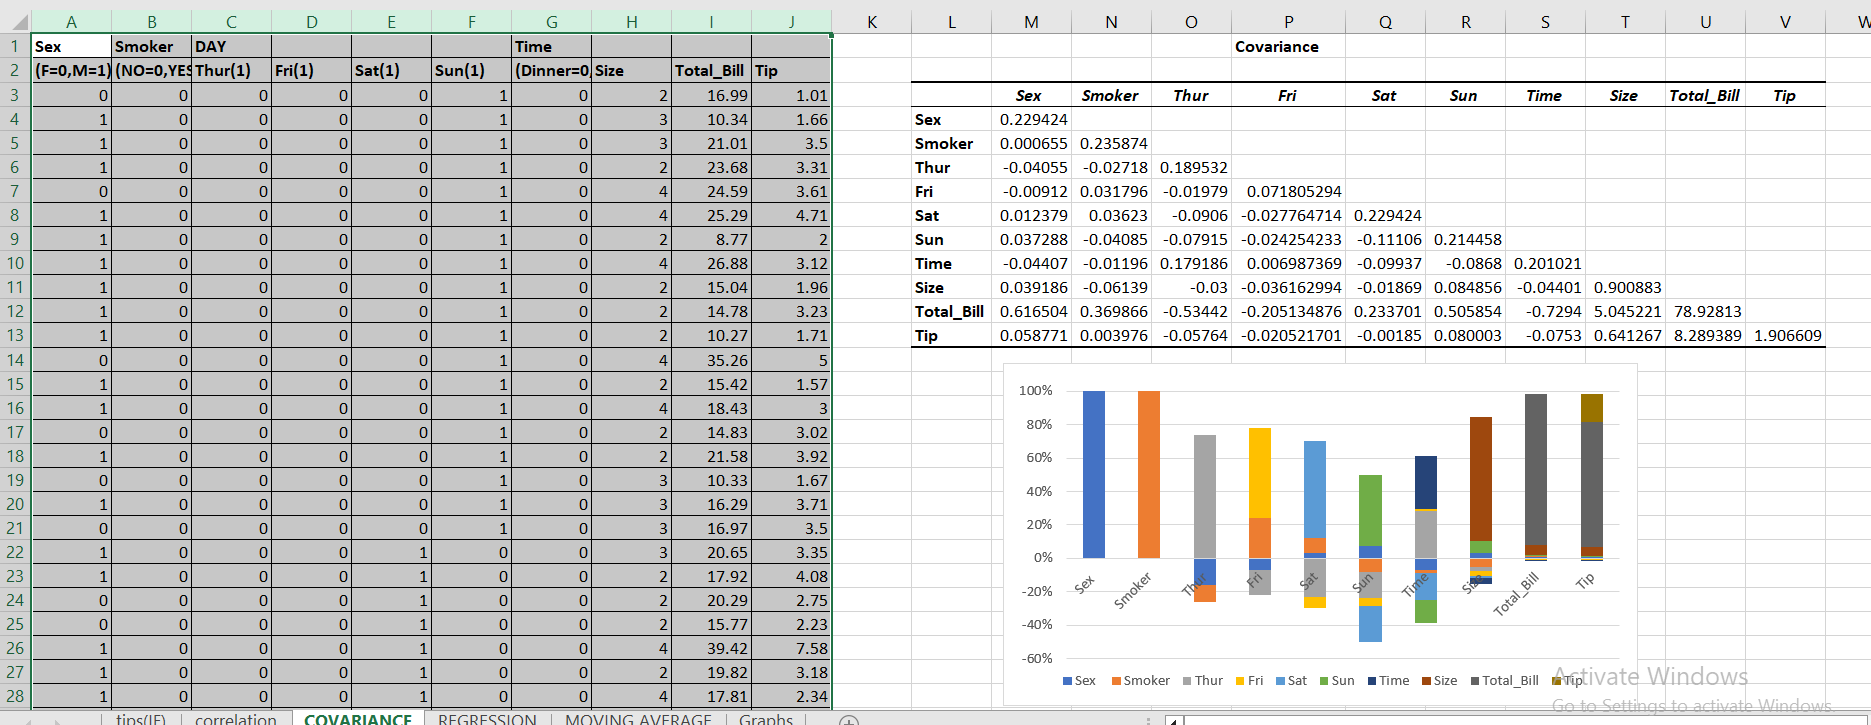 A B C D E F G H I J K L M N O P Q R S T U V W
1 Sex Smoker DAY Time Covariance
2 (F=0,M=1) (NO=0,YES Thur(1) Fri(1) Sat(1) Sun(1) (Dinner=0, Size Total_Bill Tip
3 0 0 0 0 0 1 0 2 16.99 1.01 Sex Smoker Thur Fri Sat Sun Time Size Total_Bill Tip
4 1 0 0 0 0 1 0 3 10.34 1.66 Sex 0.229424
5 1 0 0 0 0 1 0 3 21.01 3.5 Smoker 0.000655 0.235874
6 1 0 0 0 0 1 0 2 23.68 3.31 Thur -0.04055 -0.02718 0.189532
7 0 0 0 0 0 1 0 4 24.59 3.61 Fri -0.00912 0.031796 -0.01979 0.071805294
8 1 0 0 0 0 1 0 4 25.29 4.71 Sat 0.012379 0.03623 -0.0906 -0.027764714 0.229424
9 1 0 0 0 0 1 0 2 8.77 2 Sun 0.037288 -0.04085 -0.07915 -0.024254233 -0.11106 0.214458
10 1 0 0 0 0 1 0 4 26.88 3.12 Time -0.04407 -0.01196 0.179186 0.006987369 -0.09937 -0.0868 0.201021
11 1 0 0 0 0 1 0 2 15.04 1.96 Size 0.039186 -0.06139 -0.03 -0.036162994 -0.01869 0.084856 -0.04401 0.900883
12 1 0 0 0 0 1 0 2 14.78 3.23 Total_Bill 0.616504 0.369866 -0.53442 -0.205134876 0.233701 0.505854 -0.7294 5.045221 78.92813
13 1 0 0 0 0 1 0 2 10.27 1.71 Tip 0.058771 0.003976 -0.05764 -0.020521701 -0.00185 0.080003 -0.0753 0.641267 8.289389 1.906609
14 0 0 0 0 0 1 0 4 35.26 5
15 1 0 0 0 0 1 0 2 15.42 1.57
16 1 0 0 0 0 1 0 4 18.43 3
17 0 0 0 0 0 1 0 2 14.83 3.02
18 1 0 0 0 0 1 0 2 21.58 3.92
19 0 0 0 0 0 1 0 3 10.33 1.67
20 1 0 0 0 0 1 0 3 16.29 3.71
21 0 0 0 0 0 1 0 3 16.97 3.5
22 1 0 0 0 1 0 0 3 20.65 3.35
23 1 0 0 0 1 0 0 2 17.92 4.08
24 0 0 0 0 1 0 0 2 20.29 2.75
25 0 0 0 0 1 0 0 2 15.77 2.23
26 1 0 0 0 1 0 0 4 39.42 7.58
27 1 0 0 0 1 0 0 2 19.82 3.18
28 1 0 0 0 1 0 0 4 17.81 2.34
100%
80%
60%
40%
20%
0%
-20%
-40%
-60%
Sex Smoker Thur Fri Sat Sun Time Size Total_Bill Tip
Sex Smoker Thur Fri Sat Sun Time Size Total_Bill Tip
Activate Windows
Go to Settings to activate Windows.
tips(IF) correlation COVARIANCE REGRESSION MOVING AVERAGE Graphs